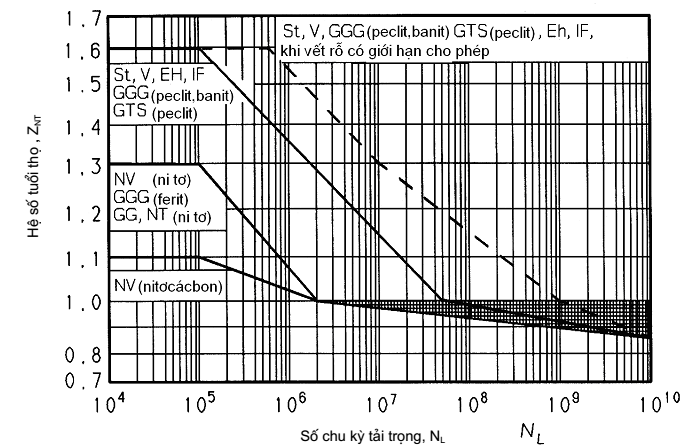 1.7
1.6
1.5
1.4
1.3
1.2
1.1
1.0
0.8
0.7
Hệ số tuổi thọ , Z_NT
St, V, GGG (peclit,banit) GTS (peclit) , Eh, IF,
khi vết rỗ có giới hạn cho phép
St, V, EH, IF
GGG (peclit,banit)
GTS (peclit)
NV (ni tơ)
GGG (ferit)
GG, NT (ni tơ)
NV (nitơcácbon)
10^4 10^5 10^6 10^7 10^8 10^9 10^10
Số chu kỳ tải trọng, N_L
N_L